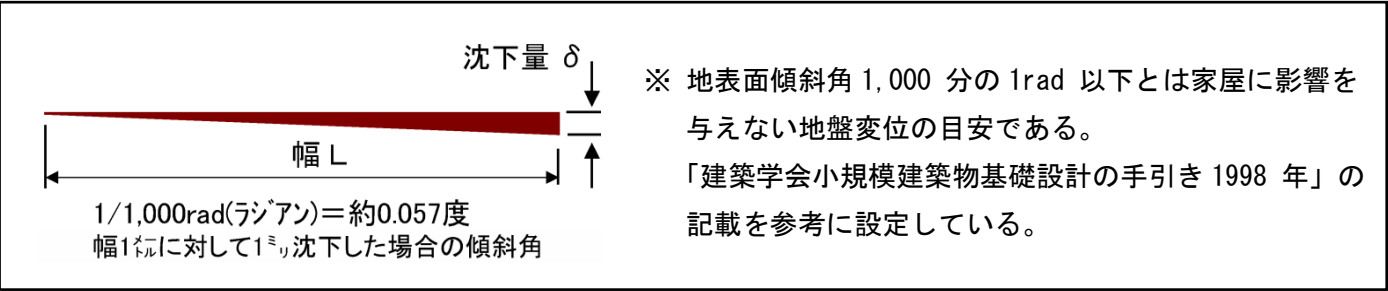 沈下量 δ
幅 L
1/1,000rad(ラジアン)＝約0.057度
幅1㍍に対して1㍉沈下した場合の傾斜角
※ 地表面傾斜角 1,000 分の 1rad 以下とは家屋に影響を
与えない地盤変位の目安である。
「建築学会小規模建築物基礎設計の手引き 1998 年」の
記載を参考に設定している。